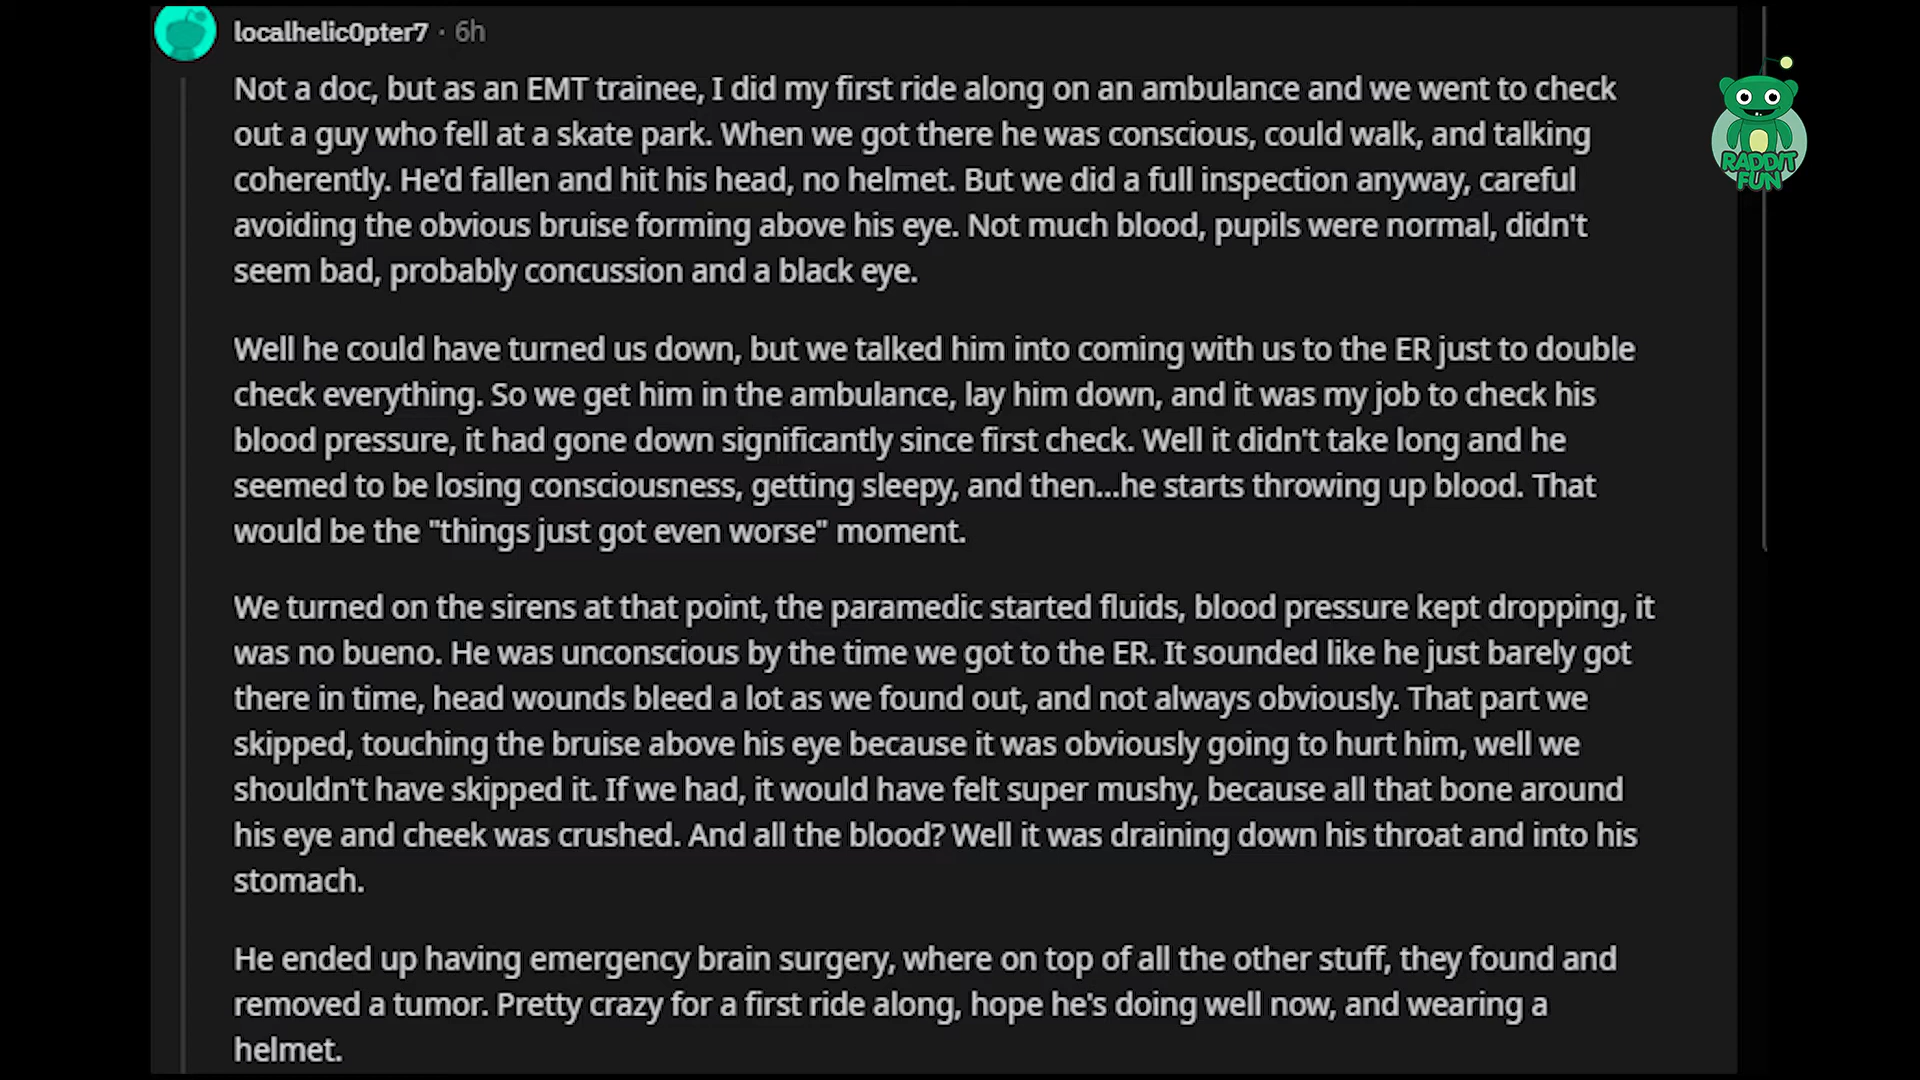 localhelic0pter7 · 6h
Not a doc, but as an EMT trainee, I did my first ride along on an ambulance and we went to check
out a guy who fell at a skate park. When we got there he was conscious, could walk, and talking
coherently. He'd fallen and hit his head, no helmet. But we did a full inspection anyway, careful
avoiding the obvious bruise forming above his eye. Not much blood, pupils were normal, didn't
seem bad, probably concussion and a black eye.
Well he could have turned us down, but we talked him into coming with us to the ER just to double
check everything. So we get him in the ambulance, lay him down, and it was my job to check his
blood pressure, it had gone down significantly since first check. Well it didn't take long and he
seemed to be losing consciousness, getting sleepy, and then...he starts throwing up blood. That
would be the "things just got even worse" moment.
We turned on the sirens at that point, the paramedic started fluids, blood pressure kept dropping, it
was no bueno. He was unconscious by the time we got to the ER. It sounded like he just barely got
there in time, head wounds bleed a lot as we found out, and not always obviously. That part we
skipped, touching the bruise above his eye because it was obviously going to hurt him, well we
shouldn't have skipped it. If we had, it would have felt super mushy, because all that bone around
his eye and cheek was crushed. And all the blood? Well it was draining down his throat and into his
stomach.
He ended up having emergency brain surgery, where on top of all the other stuff, they found and
removed a tumor. Pretty crazy for a first ride along, hope he's doing well now, and wearing a
helmet.
RADDIT
FUN